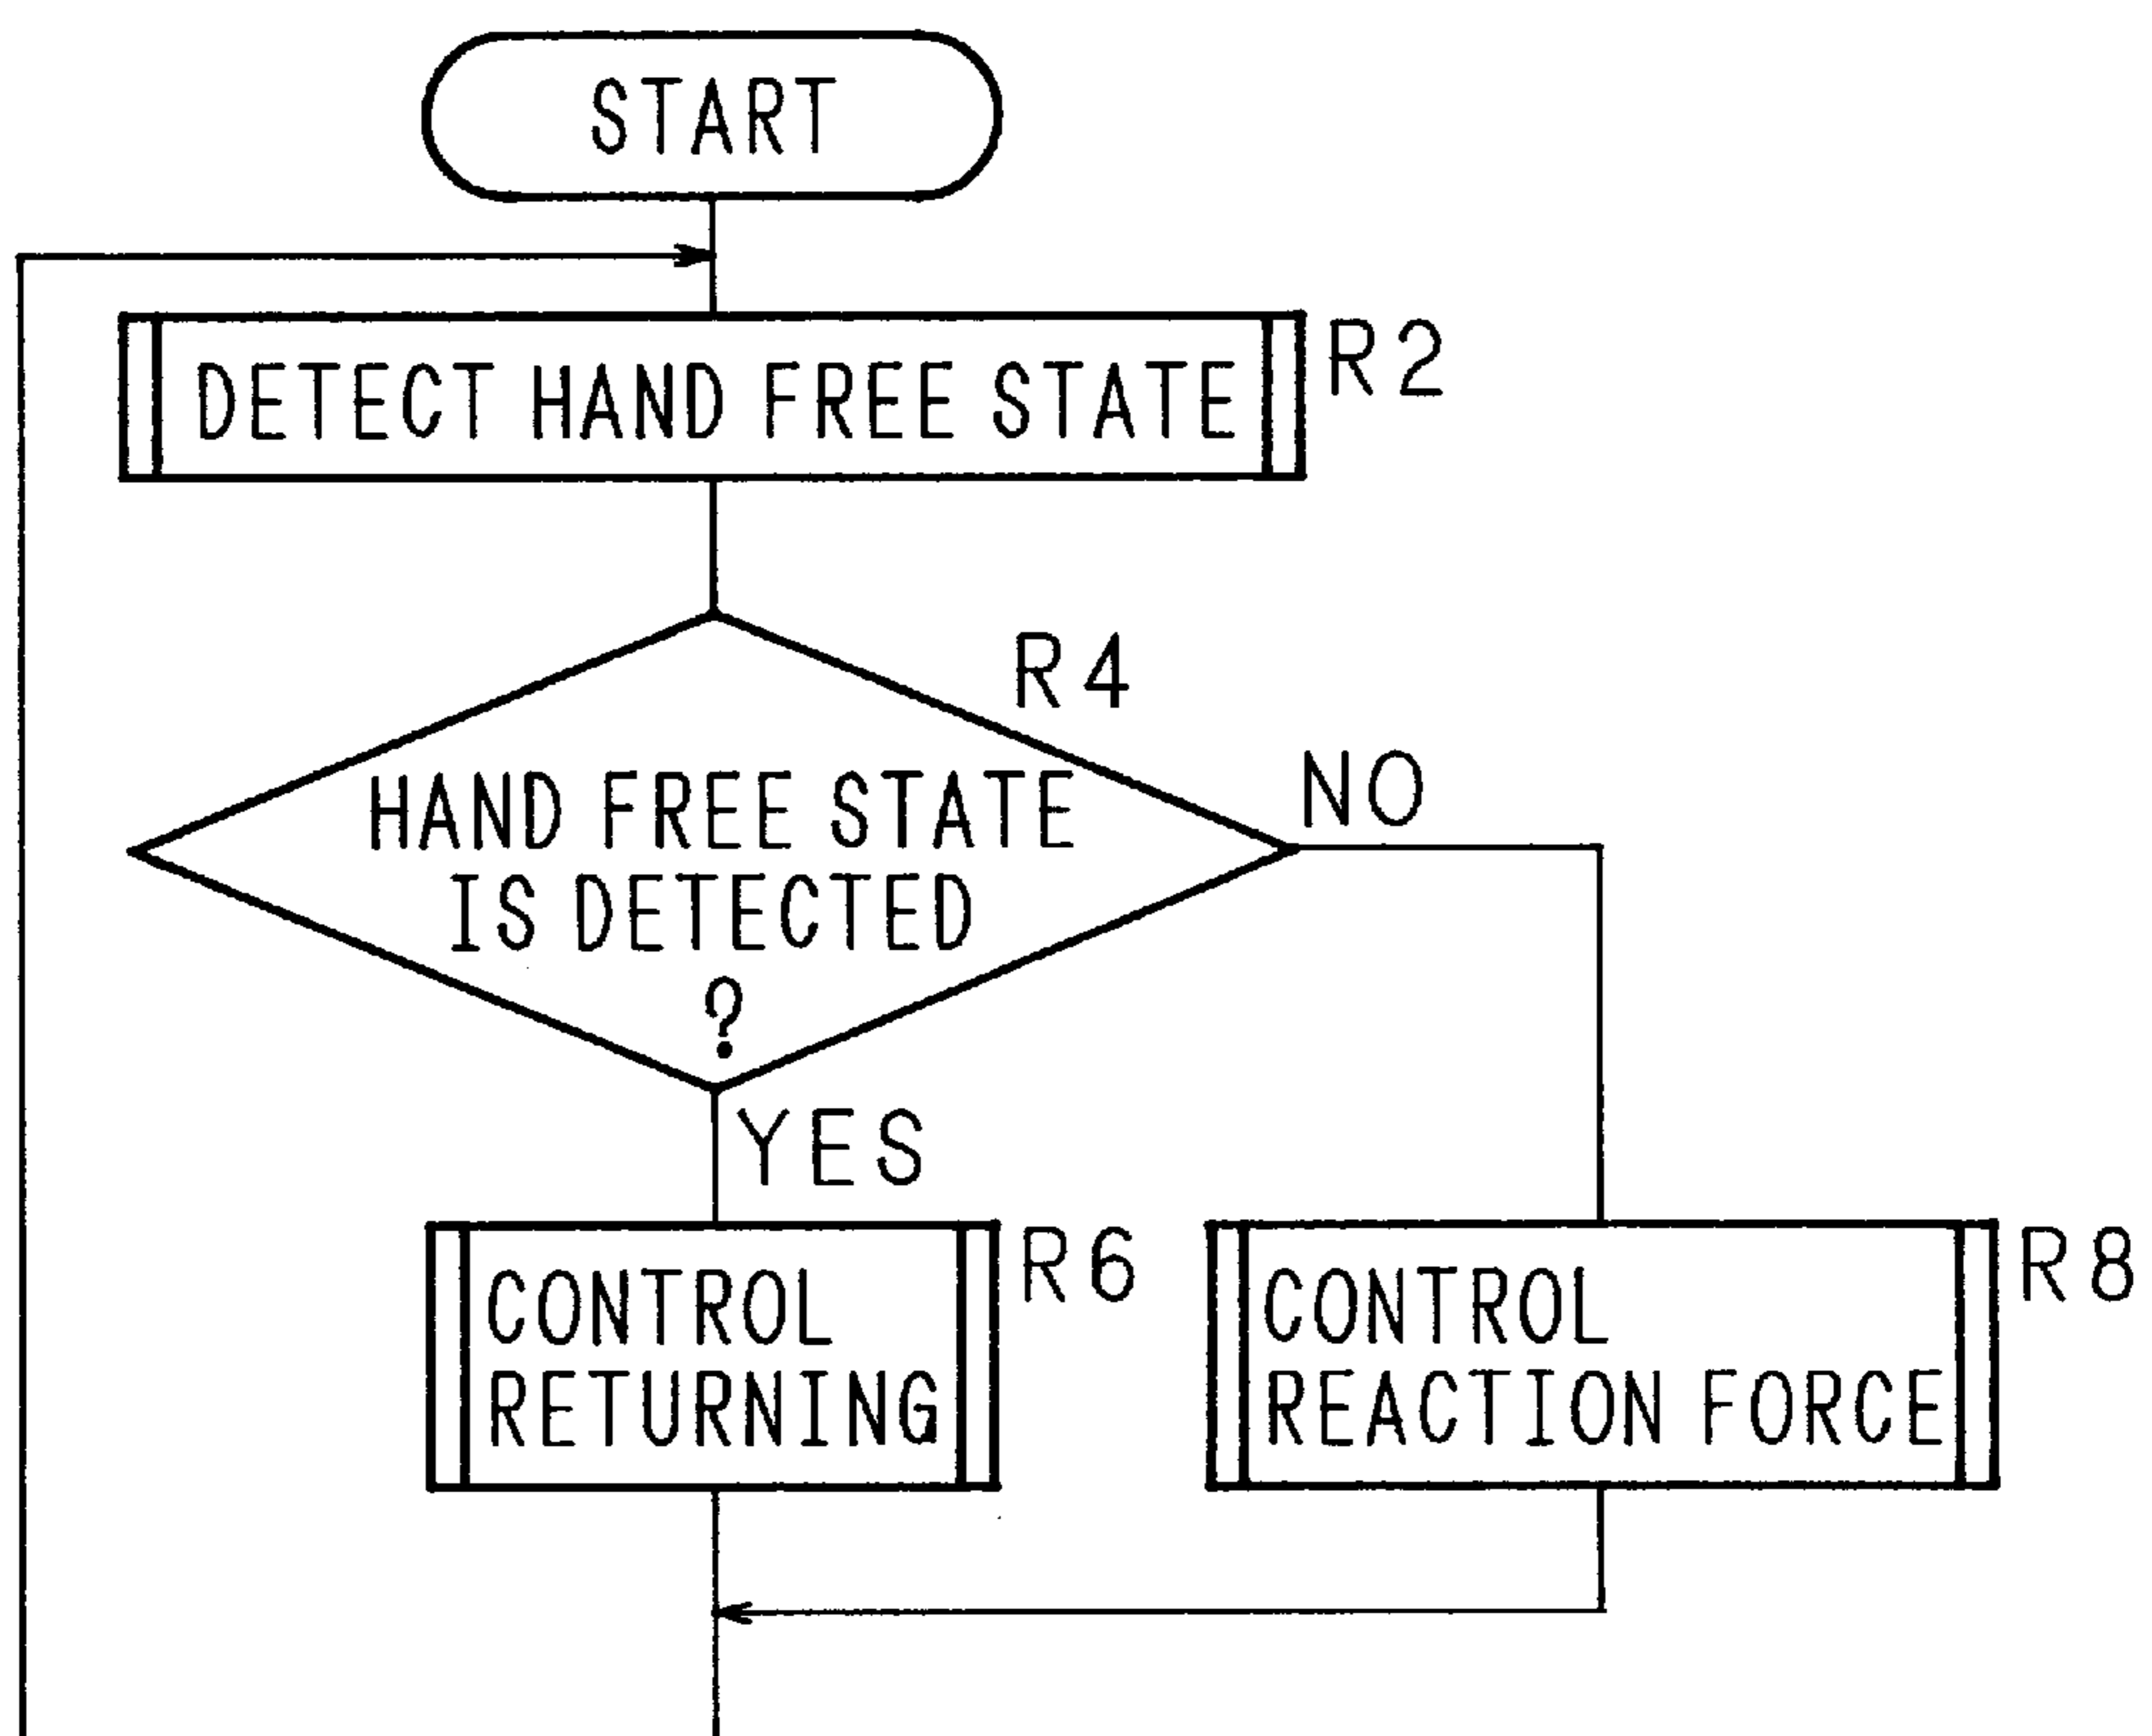 START
DETECT HAND FREE STATE
R2
R4
HAND FREE STATE
IS DETECTED
?
NO
YES
CONTROL
RETURNING
R6
CONTROL
REACTION FORCE
R8